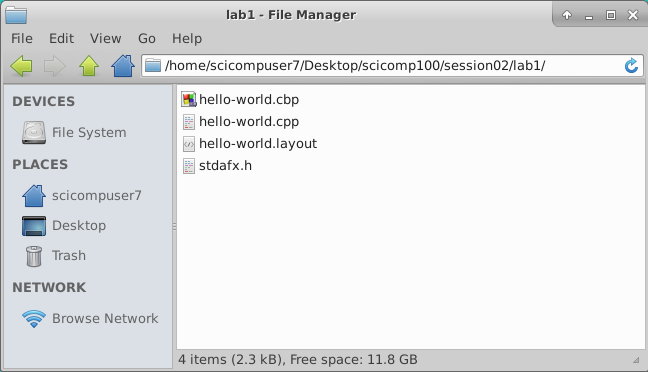 lab1 - File Manager
File Edit View Go Help
/home/scicompuser7/Desktop/scicomp100/session02/lab1/
DEVICES
File System
PLACES
scicompuser7
Desktop
Trash
NETWORK
Browse Network
hello-world.cbp
hello-world.cpp
hello-world.layout
stdafx.h
4 items (2.3 kB), Free space: 11.8 GB